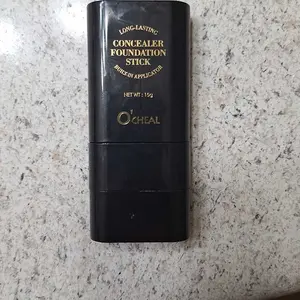 LONG-LASTING
CONCEALER
FOUNDATION
STICK
BUILT-IN APPLICATOR
NET WT : 15g
O'CHEAL